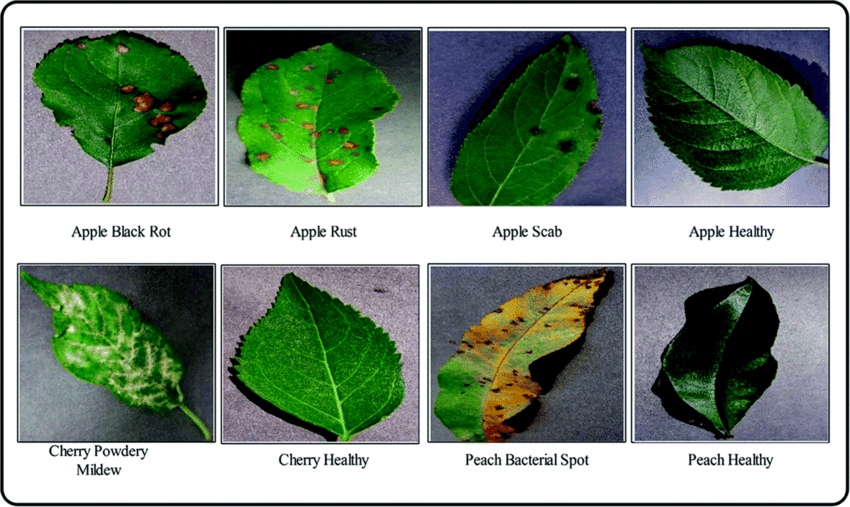 Apple Black Rot
Apple Rust
Apple Scab
Apple Healthy
Cherry Powdery
Mildew
Cherry Healthy
Peach Bacterial Spot
Peach Healthy